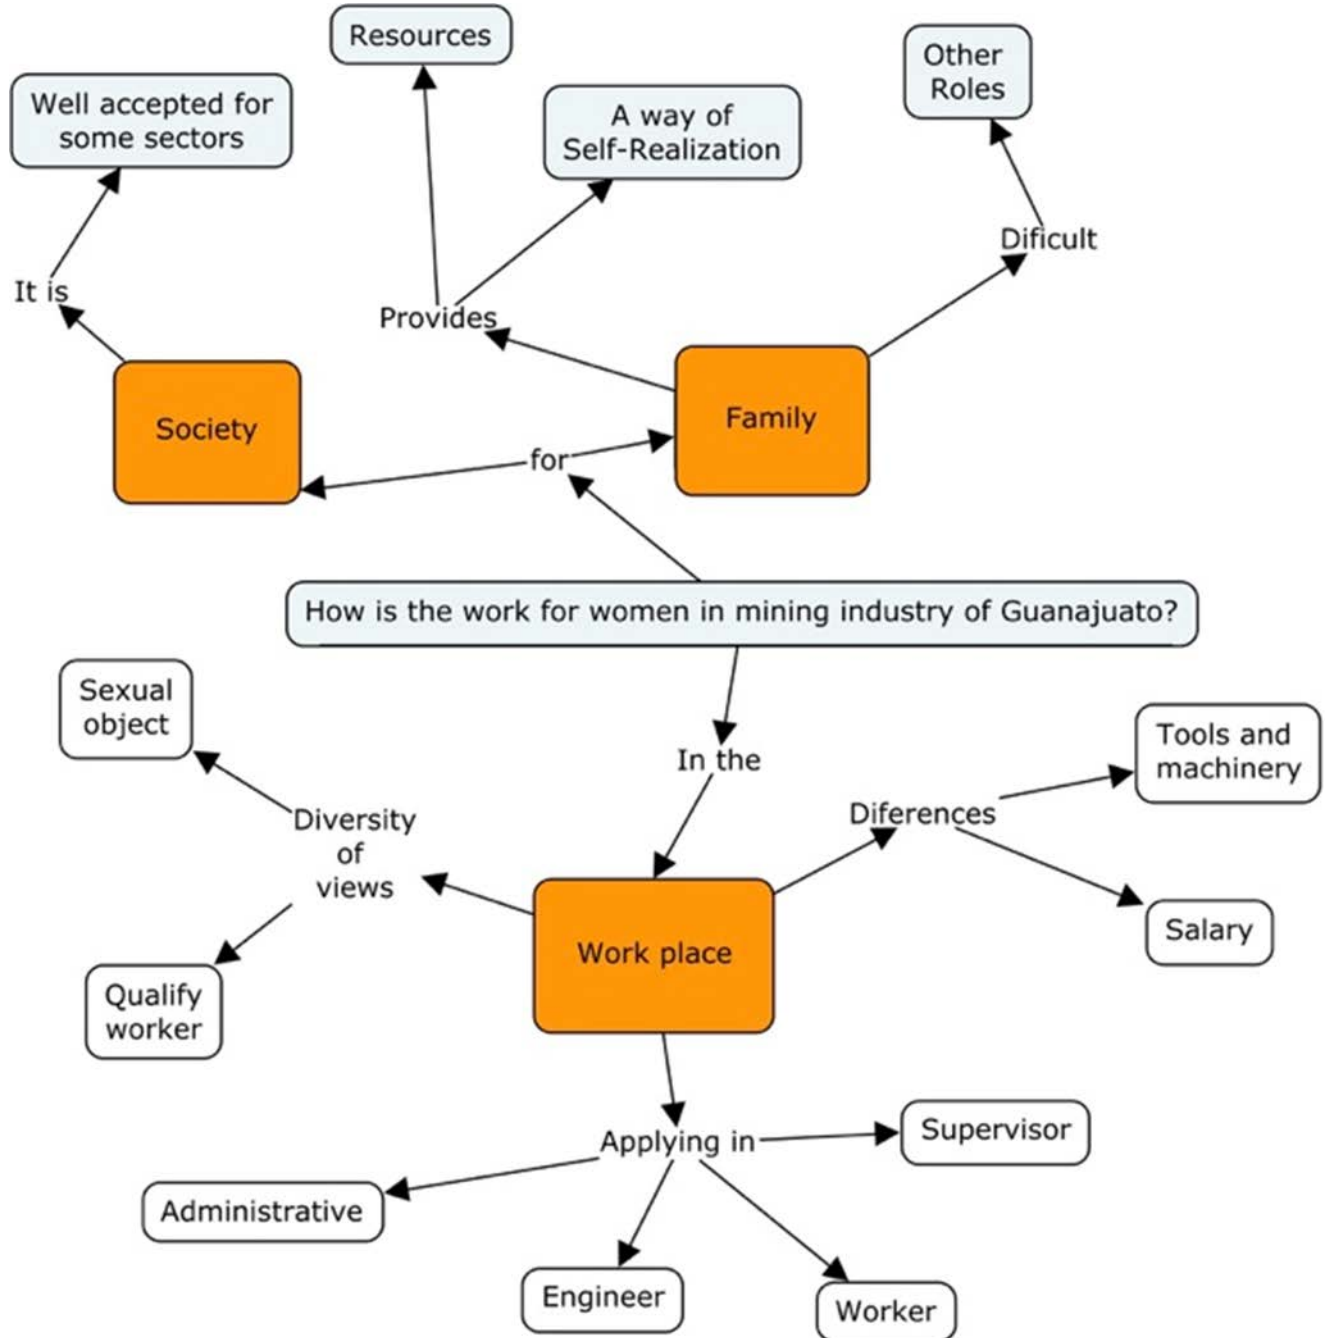 Resources
Other
Roles
Well accepted for
some sectors
A way of
Self-Realization
Dificult
It is
Provides
Society
Family
for
How is the work for women in mining industry of Guanajuato?
Sexual
object
In the
Tools and
machinery
Diversity
of
views
Diferences
Salary
Work place
Qualify
worker
Applying in
Supervisor
Administrative
Engineer
Worker